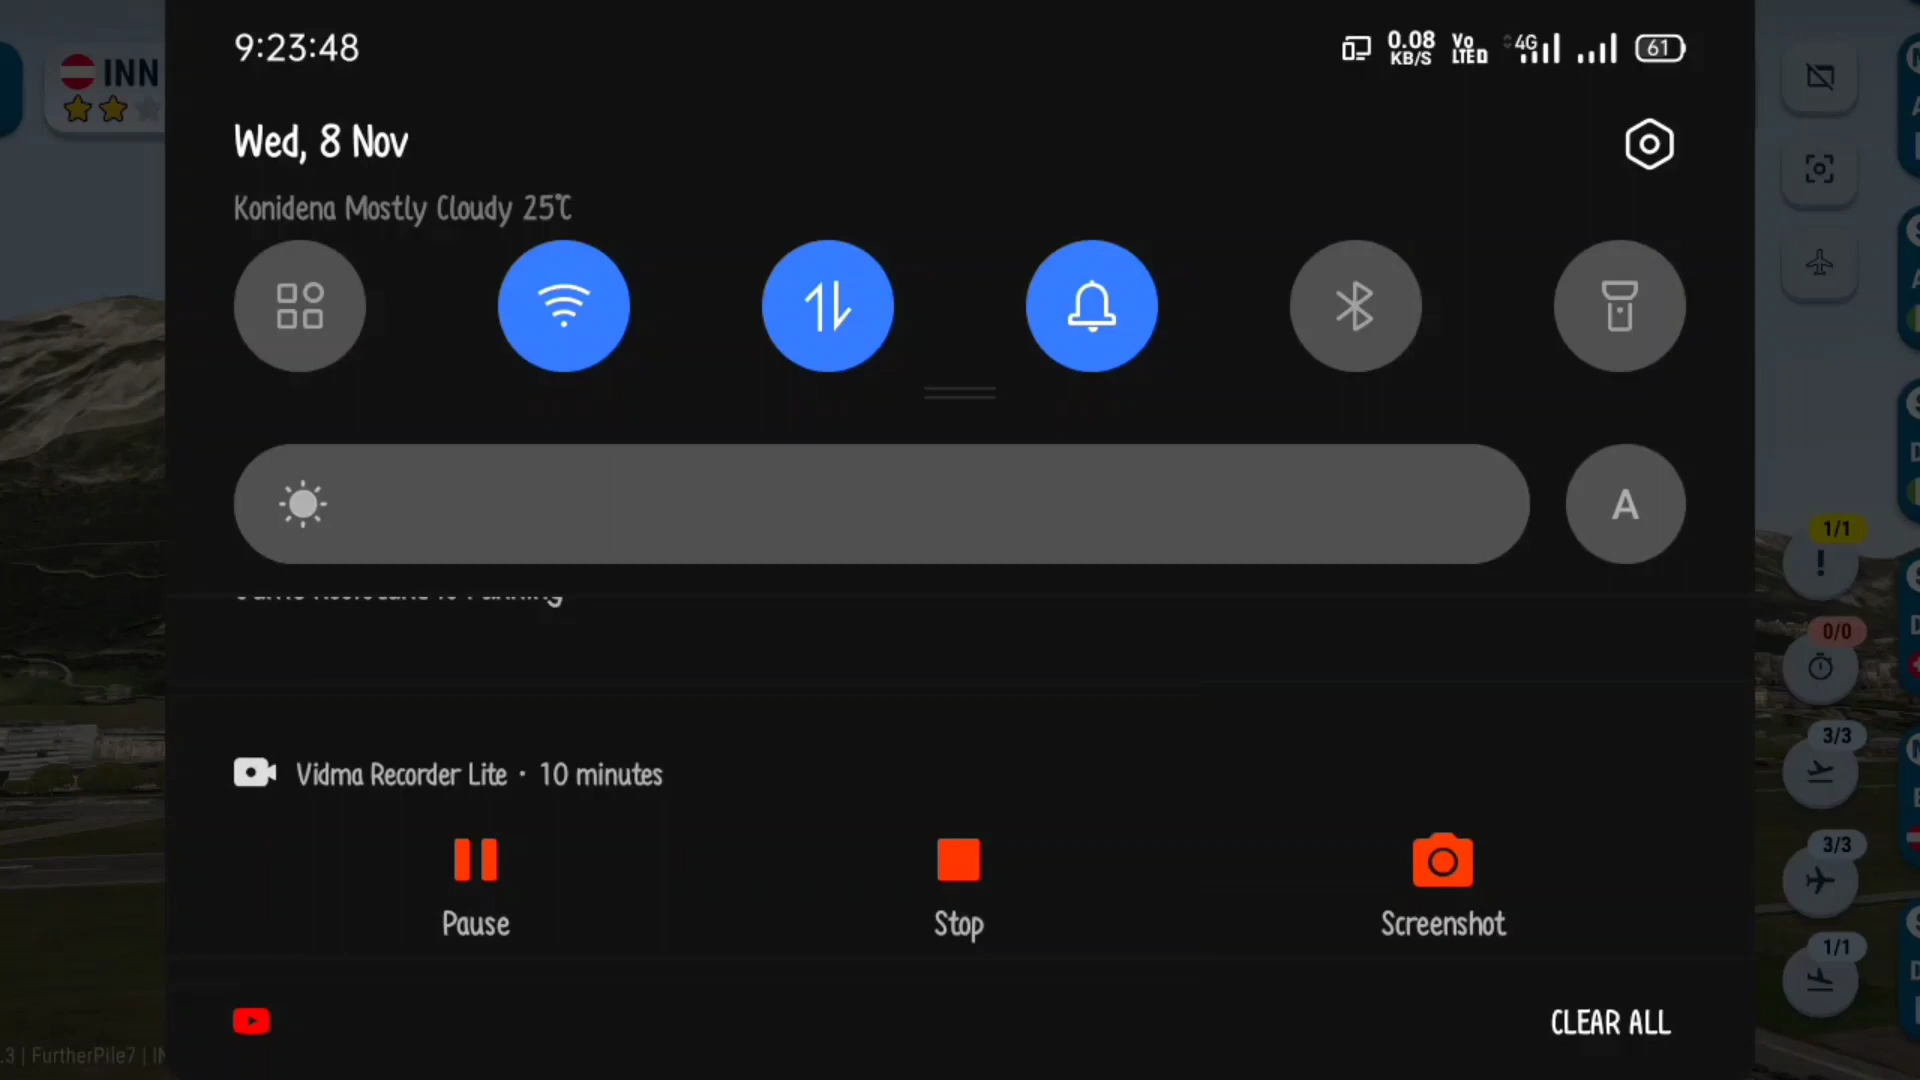 9:23:48
0.08 KB/S
Vo LTE
4G
61
INN
Wed, 8 Nov
Konidena Mostly Cloudy 25°C
A
1/1
0/0
Vidma Recorder Lite · 10 minutes
3/3
Pause
Stop
Screenshot
3/3
1/1
CLEAR ALL
.3 | FurtherPile7 |